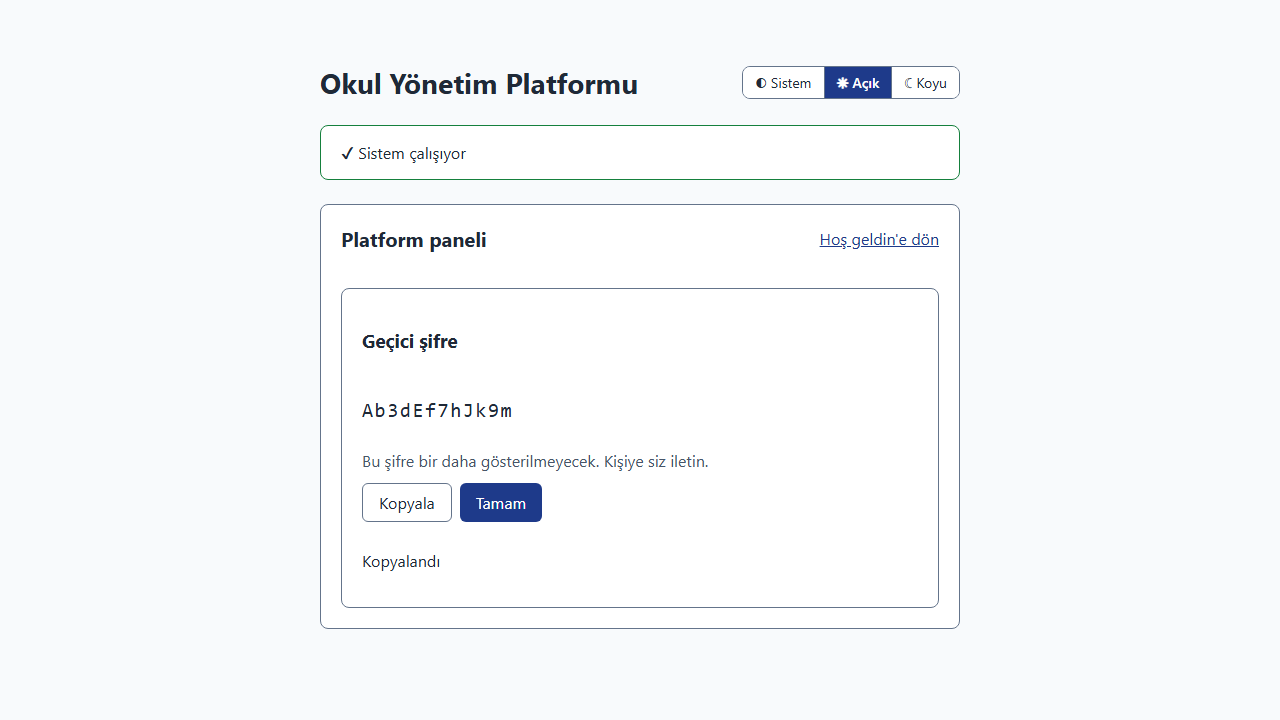 Okul Yönetim Platformu
◐ Sistem
❋ Açık
☾ Koyu
✓ Sistem çalışıyor
Platform paneli
Hoş geldin'e dön
Geçici şifre
Ab3dEf7hJk9m
Bu şifre bir daha gösterilmeyecek. Kişiye siz iletin.
Kopyala
Tamam
Kopyalandı